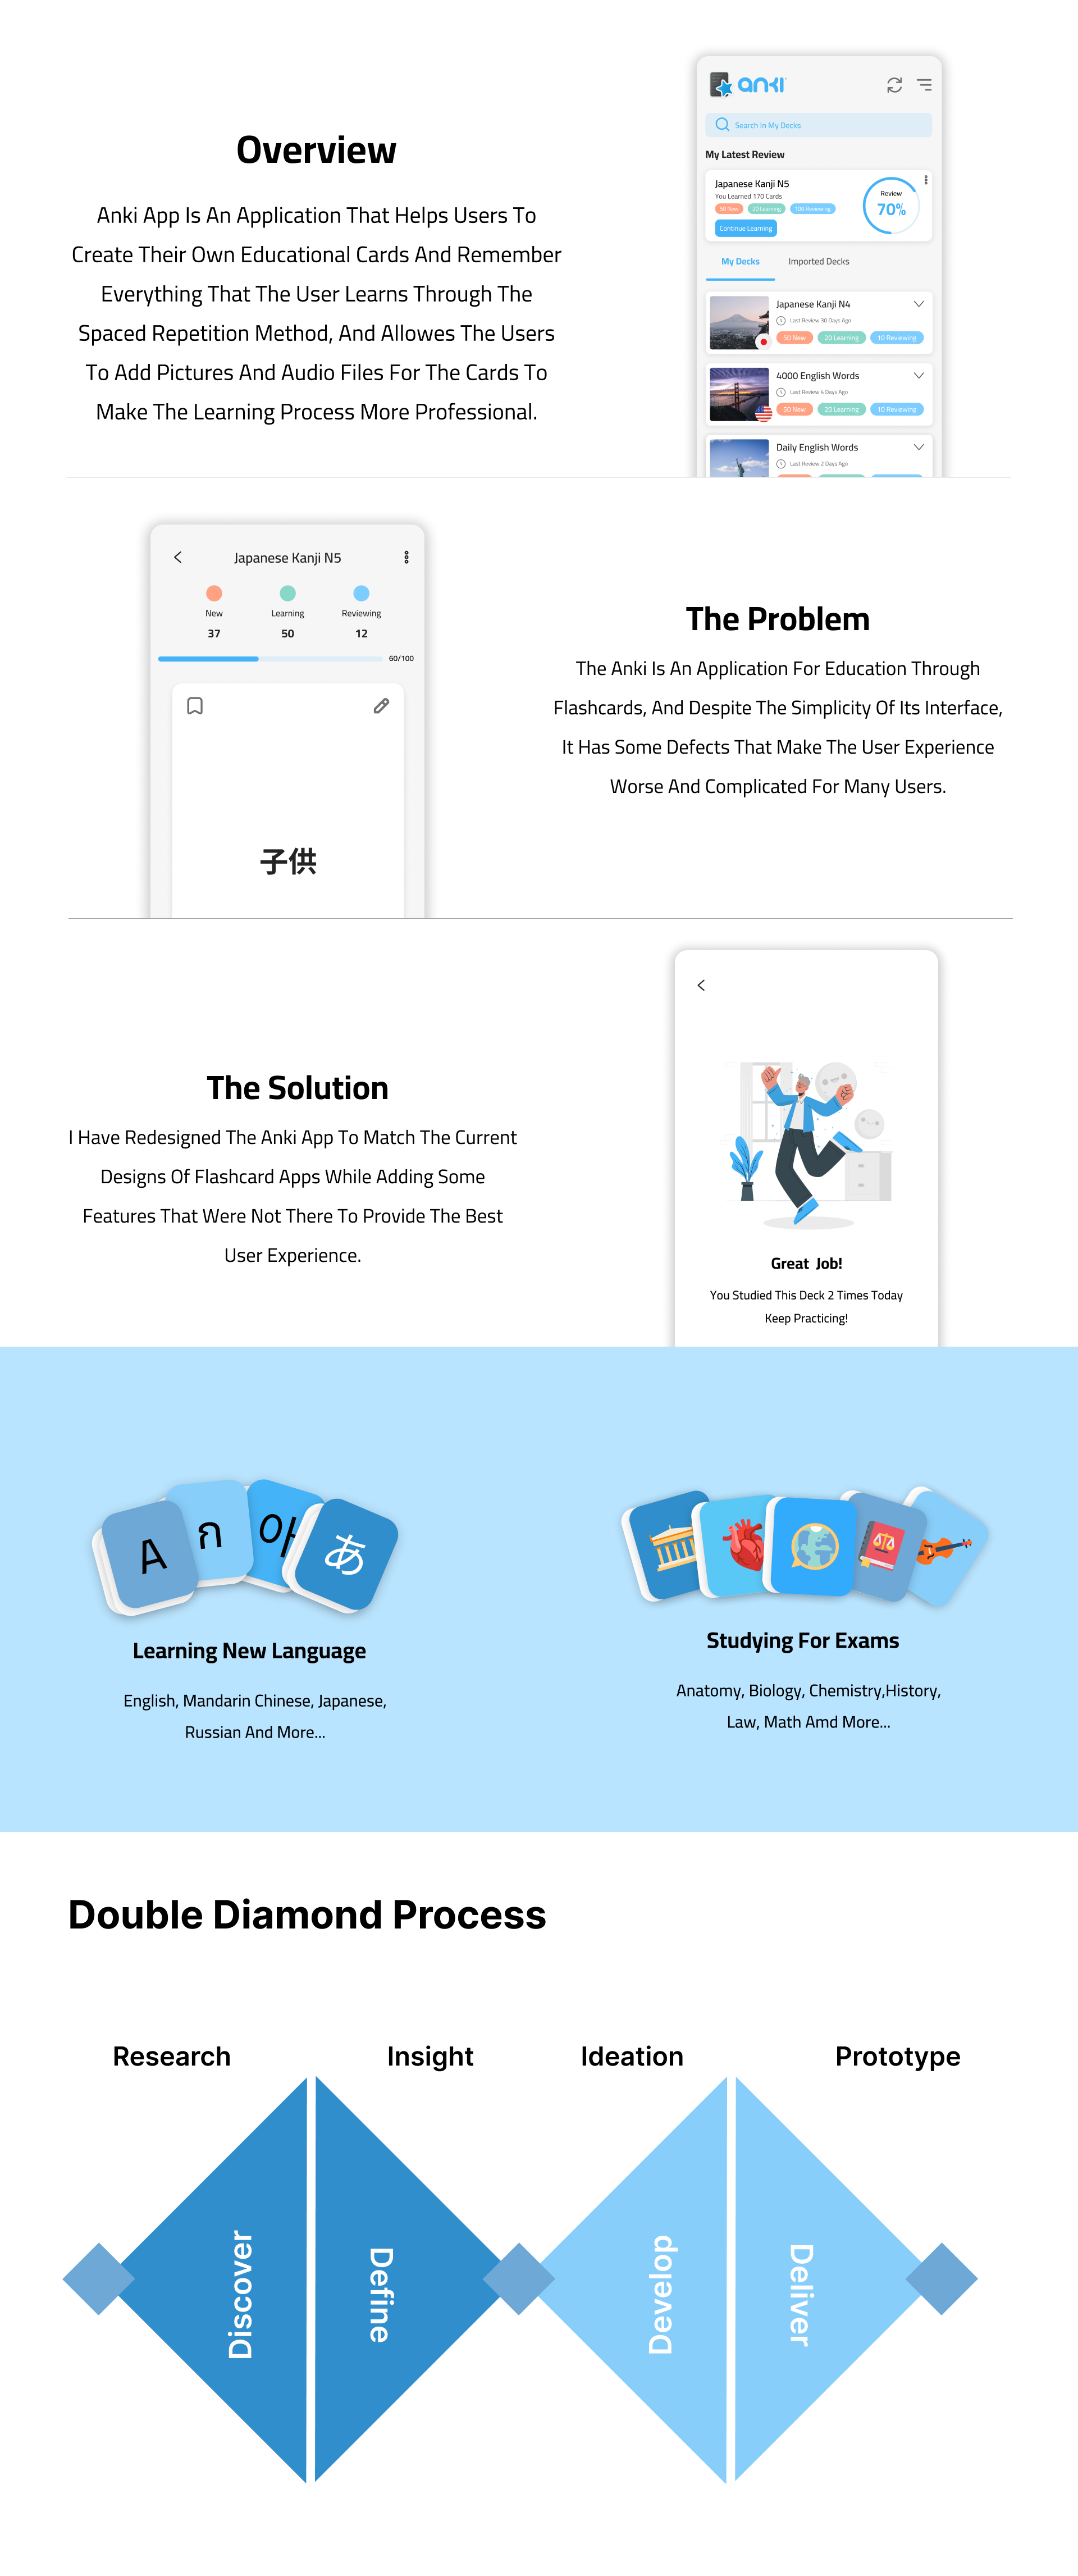 Overview
Anki App Is An Application That Helps Users To
Create Their Own Educational Cards And Remember
Everything That The User Learns Through The
Spaced Repetition Method, And Allowes The Users
To Add Pictures And Audio Files For The Cards To
Make The Learning Process More Professional.
anki
Search In My Decks
My Latest Review
Japanese Kanji N5
You Learned 170 Cards
50 New 20 Learning 100 Reviewing
Continue Learning
Review
70%
My Decks Imported Decks
Japanese Kanji N4
Last Review 30 Days Ago
50 New 20 Learning 10 Reviewing
4000 English Words
Last Review 4 Days Ago
50 New 20 Learning 10 Reviewing
Daily English Words
Last Review 2 Days Ago
Japanese Kanji N5
New Learning Reviewing
37 50 12
60/100
子供
The Problem
The Anki Is An Application For Education Through
Flashcards, And Despite The Simplicity Of Its Interface,
It Has Some Defects That Make The User Experience
Worse And Complicated For Many Users.
The Solution
I Have Redesigned The Anki App To Match The Current
Designs Of Flashcard Apps While Adding Some
Features That Were Not There To Provide The Best
User Experience.
Great Job!
You Studied This Deck 2 Times Today
Keep Practicing!
A ก 아 あ
Learning New Language
English, Mandarin Chinese, Japanese,
Russian And More...
Studying For Exams
Anatomy, Biology, Chemistry,History,
Law, Math Amd More...
Double Diamond Process
Research Insight Ideation Prototype
Discover
Define
Develop
Deliver